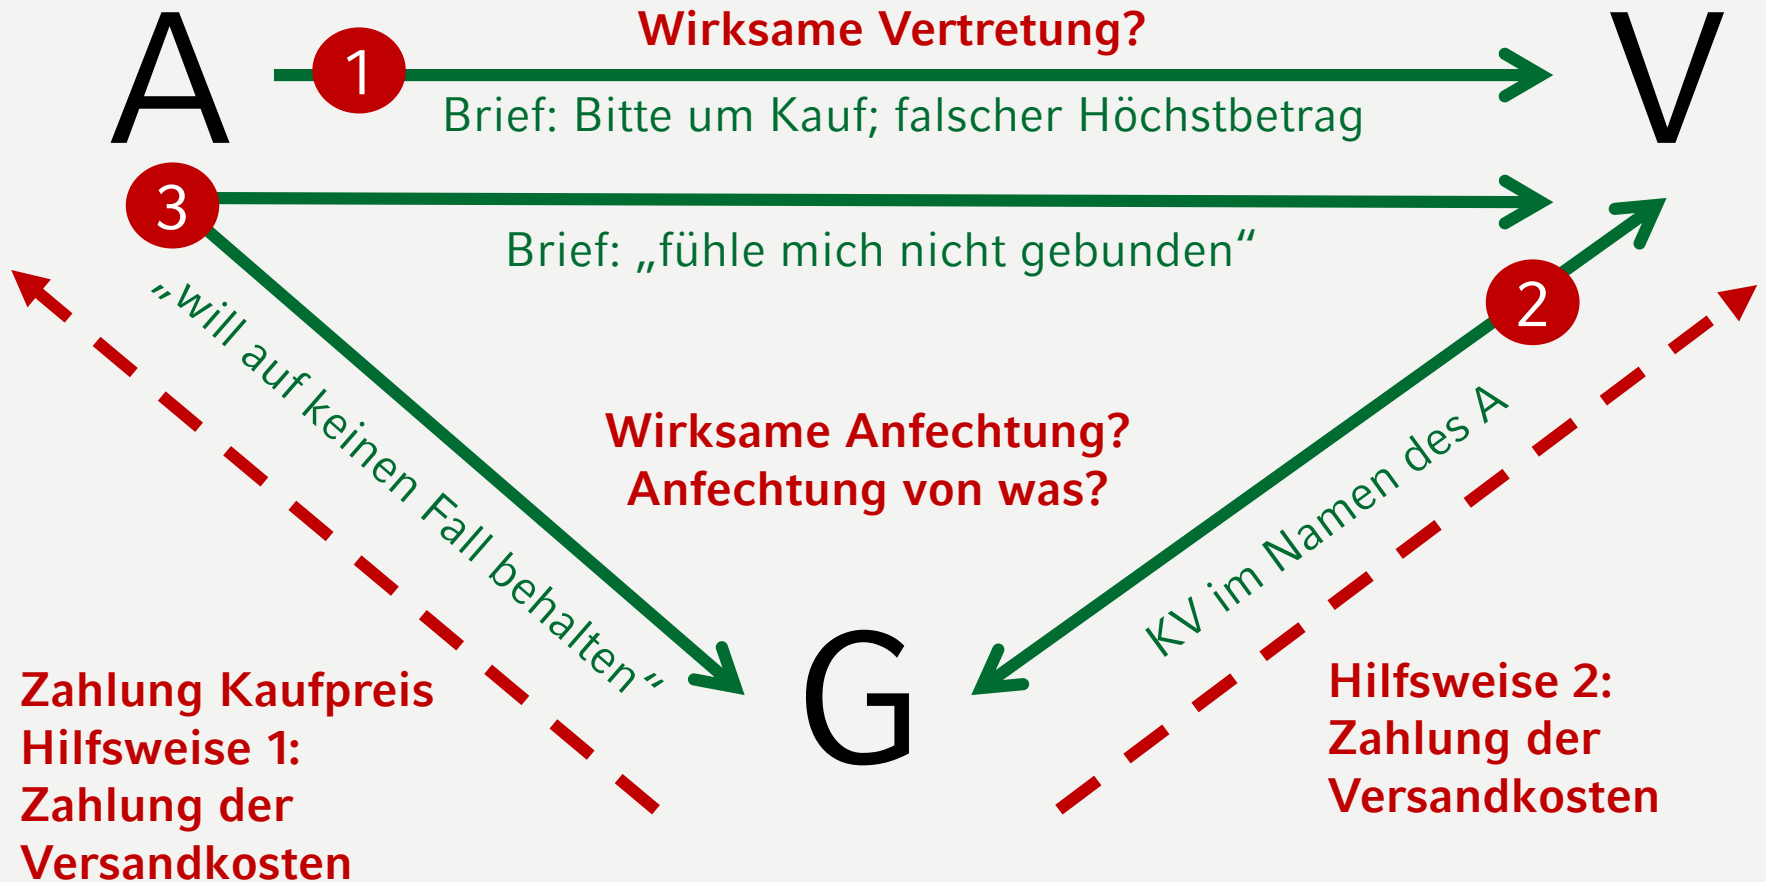 A
1
Wirksame Vertretung?
V
Brief: Bitte um Kauf; falscher Höchstbetrag
3
Brief: „fühle mich nicht gebunden“
2
„will auf keinen Fall behalten“
Wirksame Anfechtung?
Anfechtung von was?
KV im Namen des A
G
Zahlung Kaufpreis
Hilfsweise 1:
Zahlung der
Versandkosten
Hilfsweise 2:
Zahlung der
Versandkosten